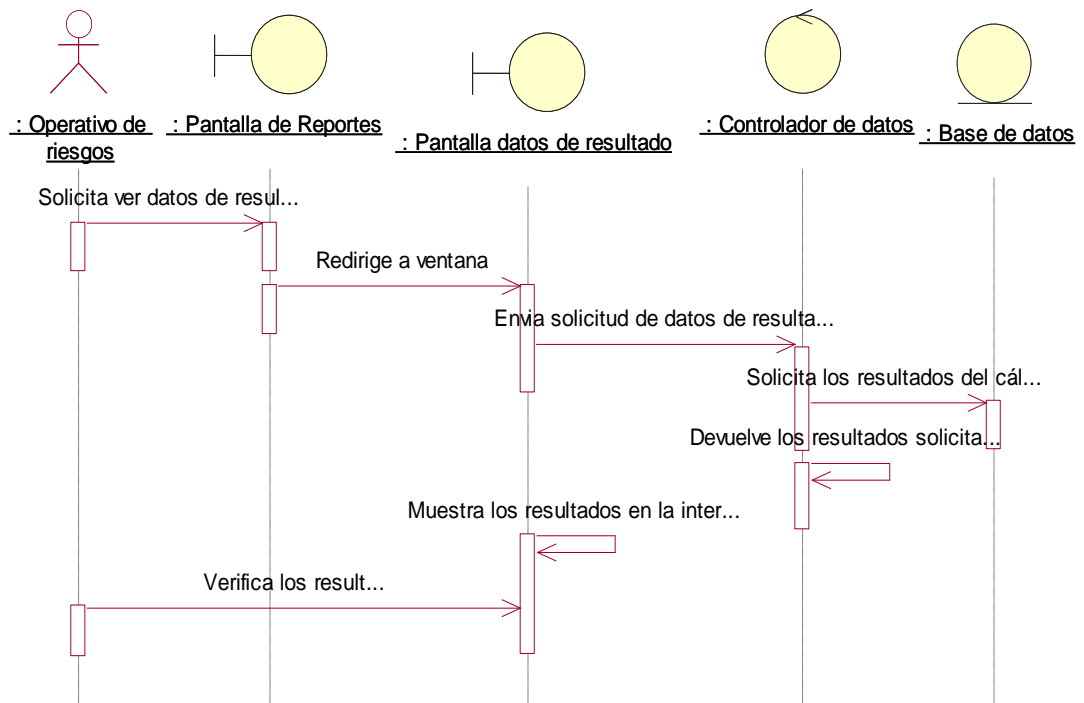 : Operativo de
riesgos
: Pantalla de Reportes
: Pantalla datos de resultado
: Controlador de datos
: Base de datos
Solicita ver datos de resul...
Redirige a ventana
Envia solicitud de datos de resulta...
Solicita los resultados del cál...
Devuelve los resultados solicita...
Muestra los resultados en la inter...
Verifica los result...